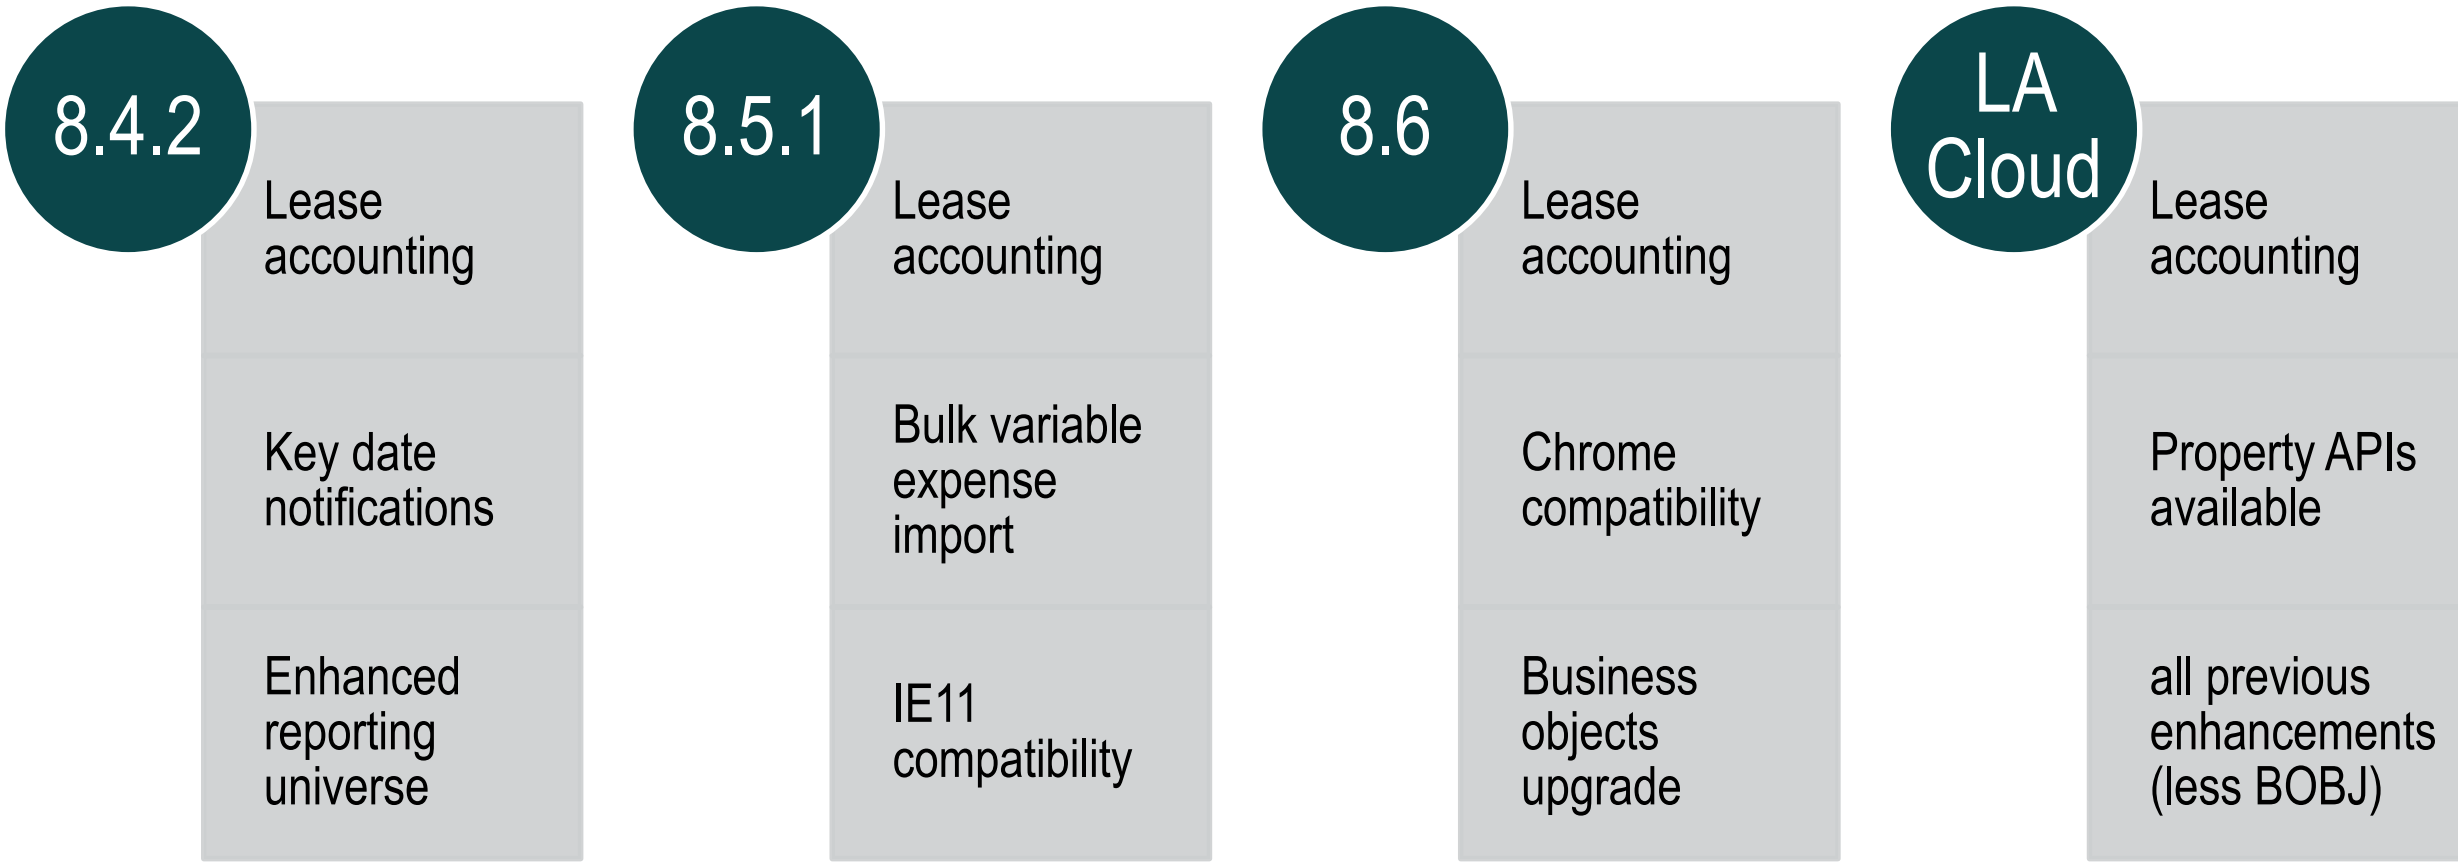 8.4.2
Lease
accounting
Key date
notifications
Enhanced
reporting
universe
8.5.1
Lease
accounting
Bulk variable
expense
import
IE11
compatibility
8.6
Lease
accounting
Chrome
compatibility
Business
objects
upgrade
LA
Cloud
Lease
accounting
Property APIs
available
all previous
enhancements
(less BOBJ)